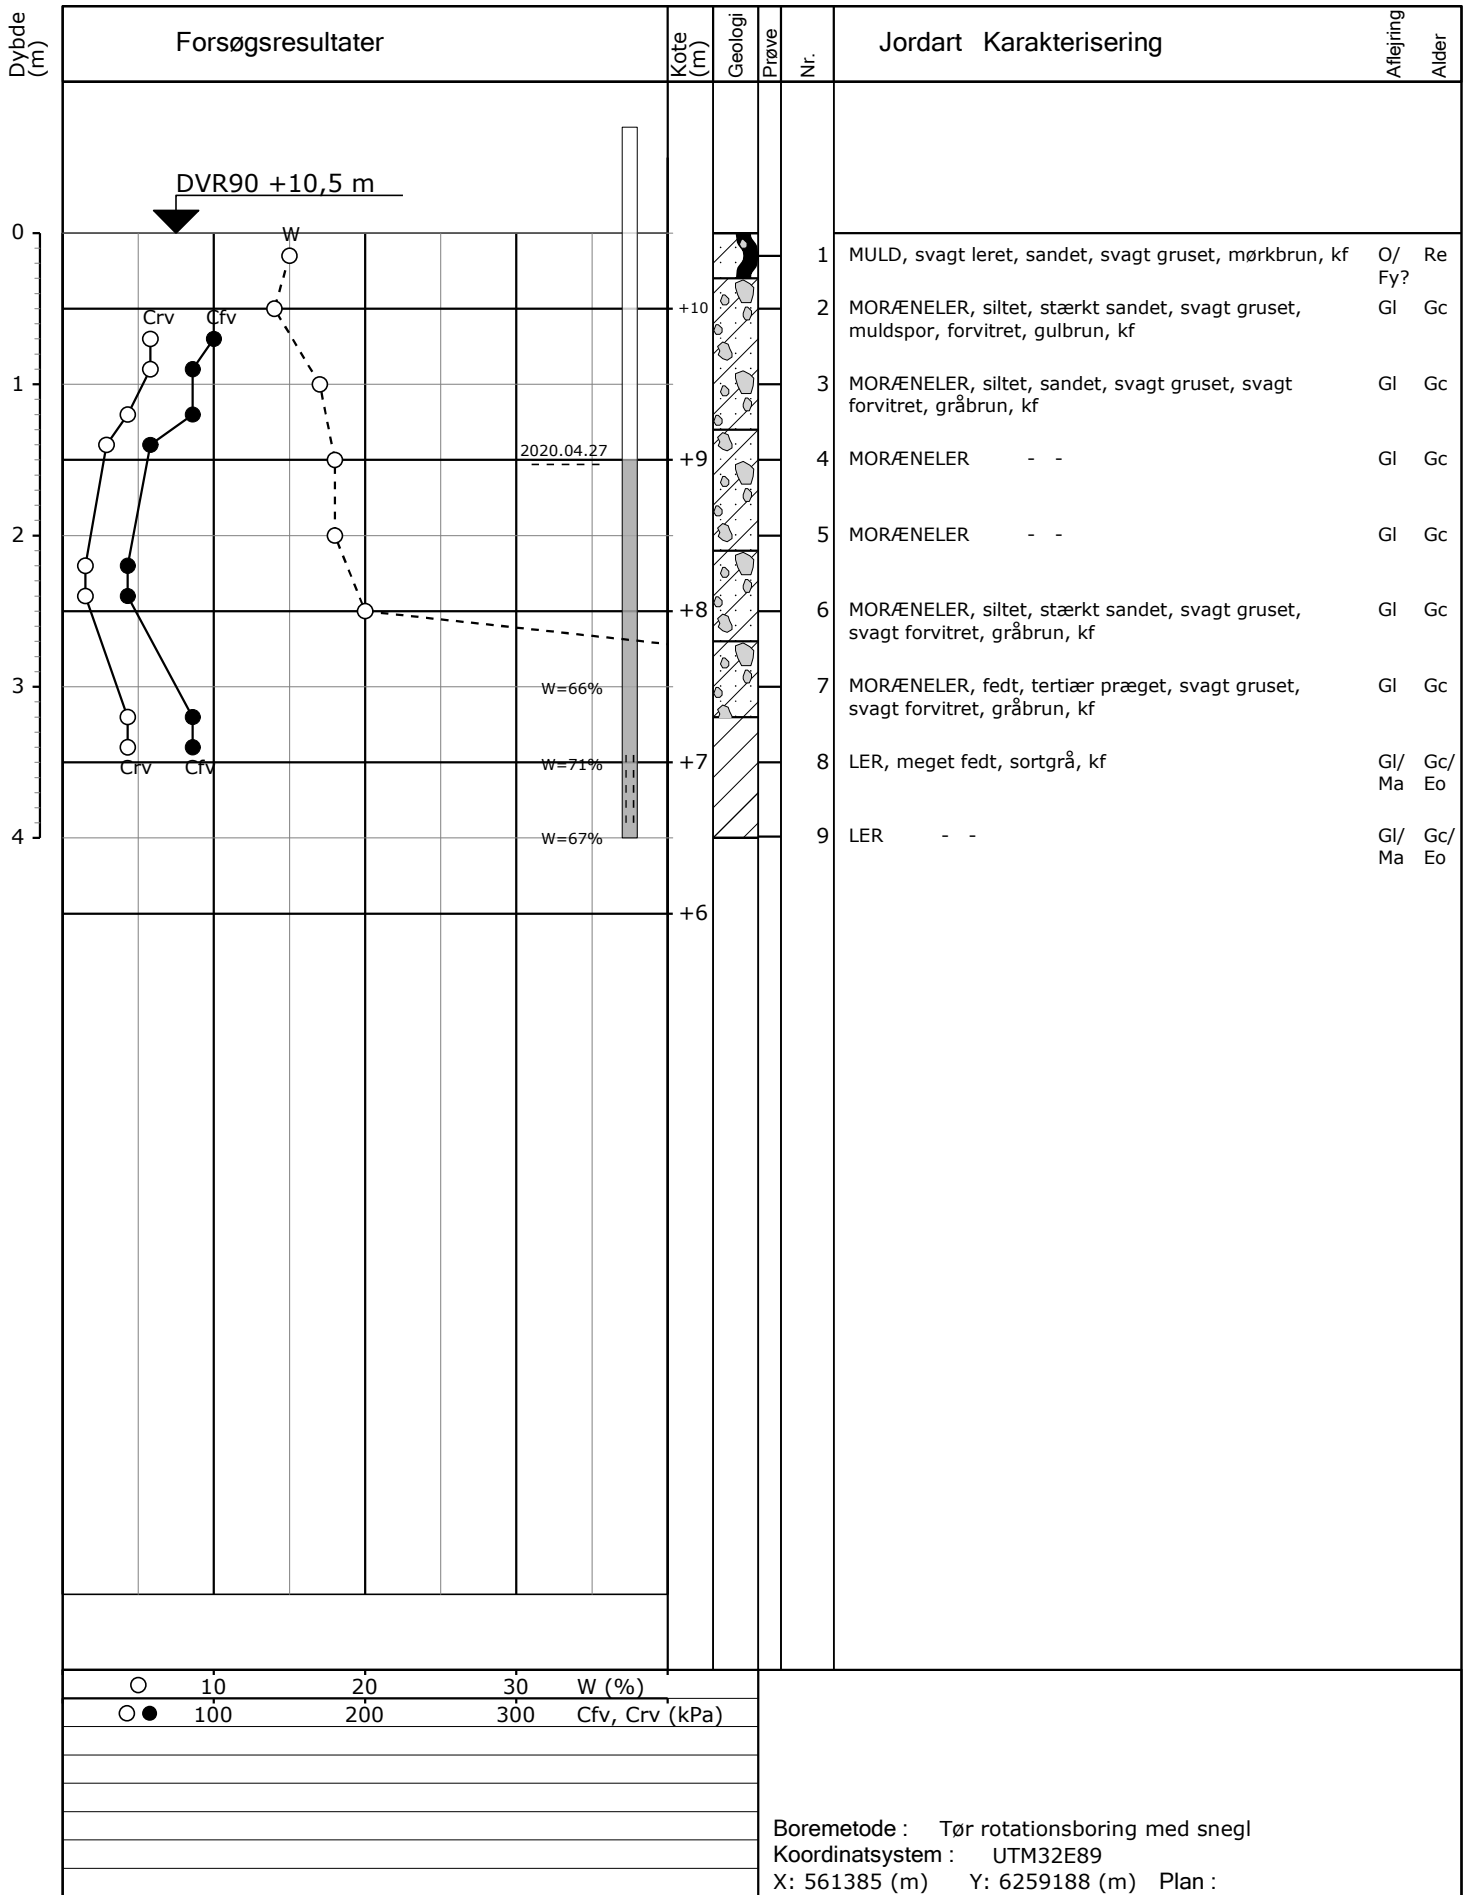 Dybde
(m)
Forsøgsresultater
Kote
(m)
Geologi
Prøve
Nr.
Jordart Karakterisering
Aflejring
Alder
DVR90 +10,5 m
0
W
1 MULD, svagt leret, sandet, svagt gruset, mørkbrun, kf O/ Re
Fy?
Crv Cfv
+10
2 MORÆNELER, siltet, stærkt sandet, svagt gruset, Gl Gc
muldspor, forvitret, gulbrun, kf
1
3 MORÆNELER, siltet, sandet, svagt gruset, svagt Gl Gc
forvitret, gråbrun, kf
2020.04.27
+9
4 MORÆNELER - - Gl Gc
2
5 MORÆNELER - - Gl Gc
+8
6 MORÆNELER, siltet, stærkt sandet, svagt gruset, Gl Gc
svagt forvitret, gråbrun, kf
3
W=66%
7 MORÆNELER, fedt, tertiær præget, svagt gruset, Gl Gc
svagt forvitret, gråbrun, kf
Crv Cfv
W=71%
+7
8 LER, meget fedt, sortgrå, kf Gl/ Gc/
Ma Eo
4
W=67%
9 LER - - Gl/ Gc/
Ma Eo
+6
10 20 30 W (%)
100 200 300 Cfv, Crv (kPa)
Boremetode : Tør rotationsboring med snegl
Koordinatsystem : UTM32E89
X: 561385 (m) Y: 6259188 (m) Plan :